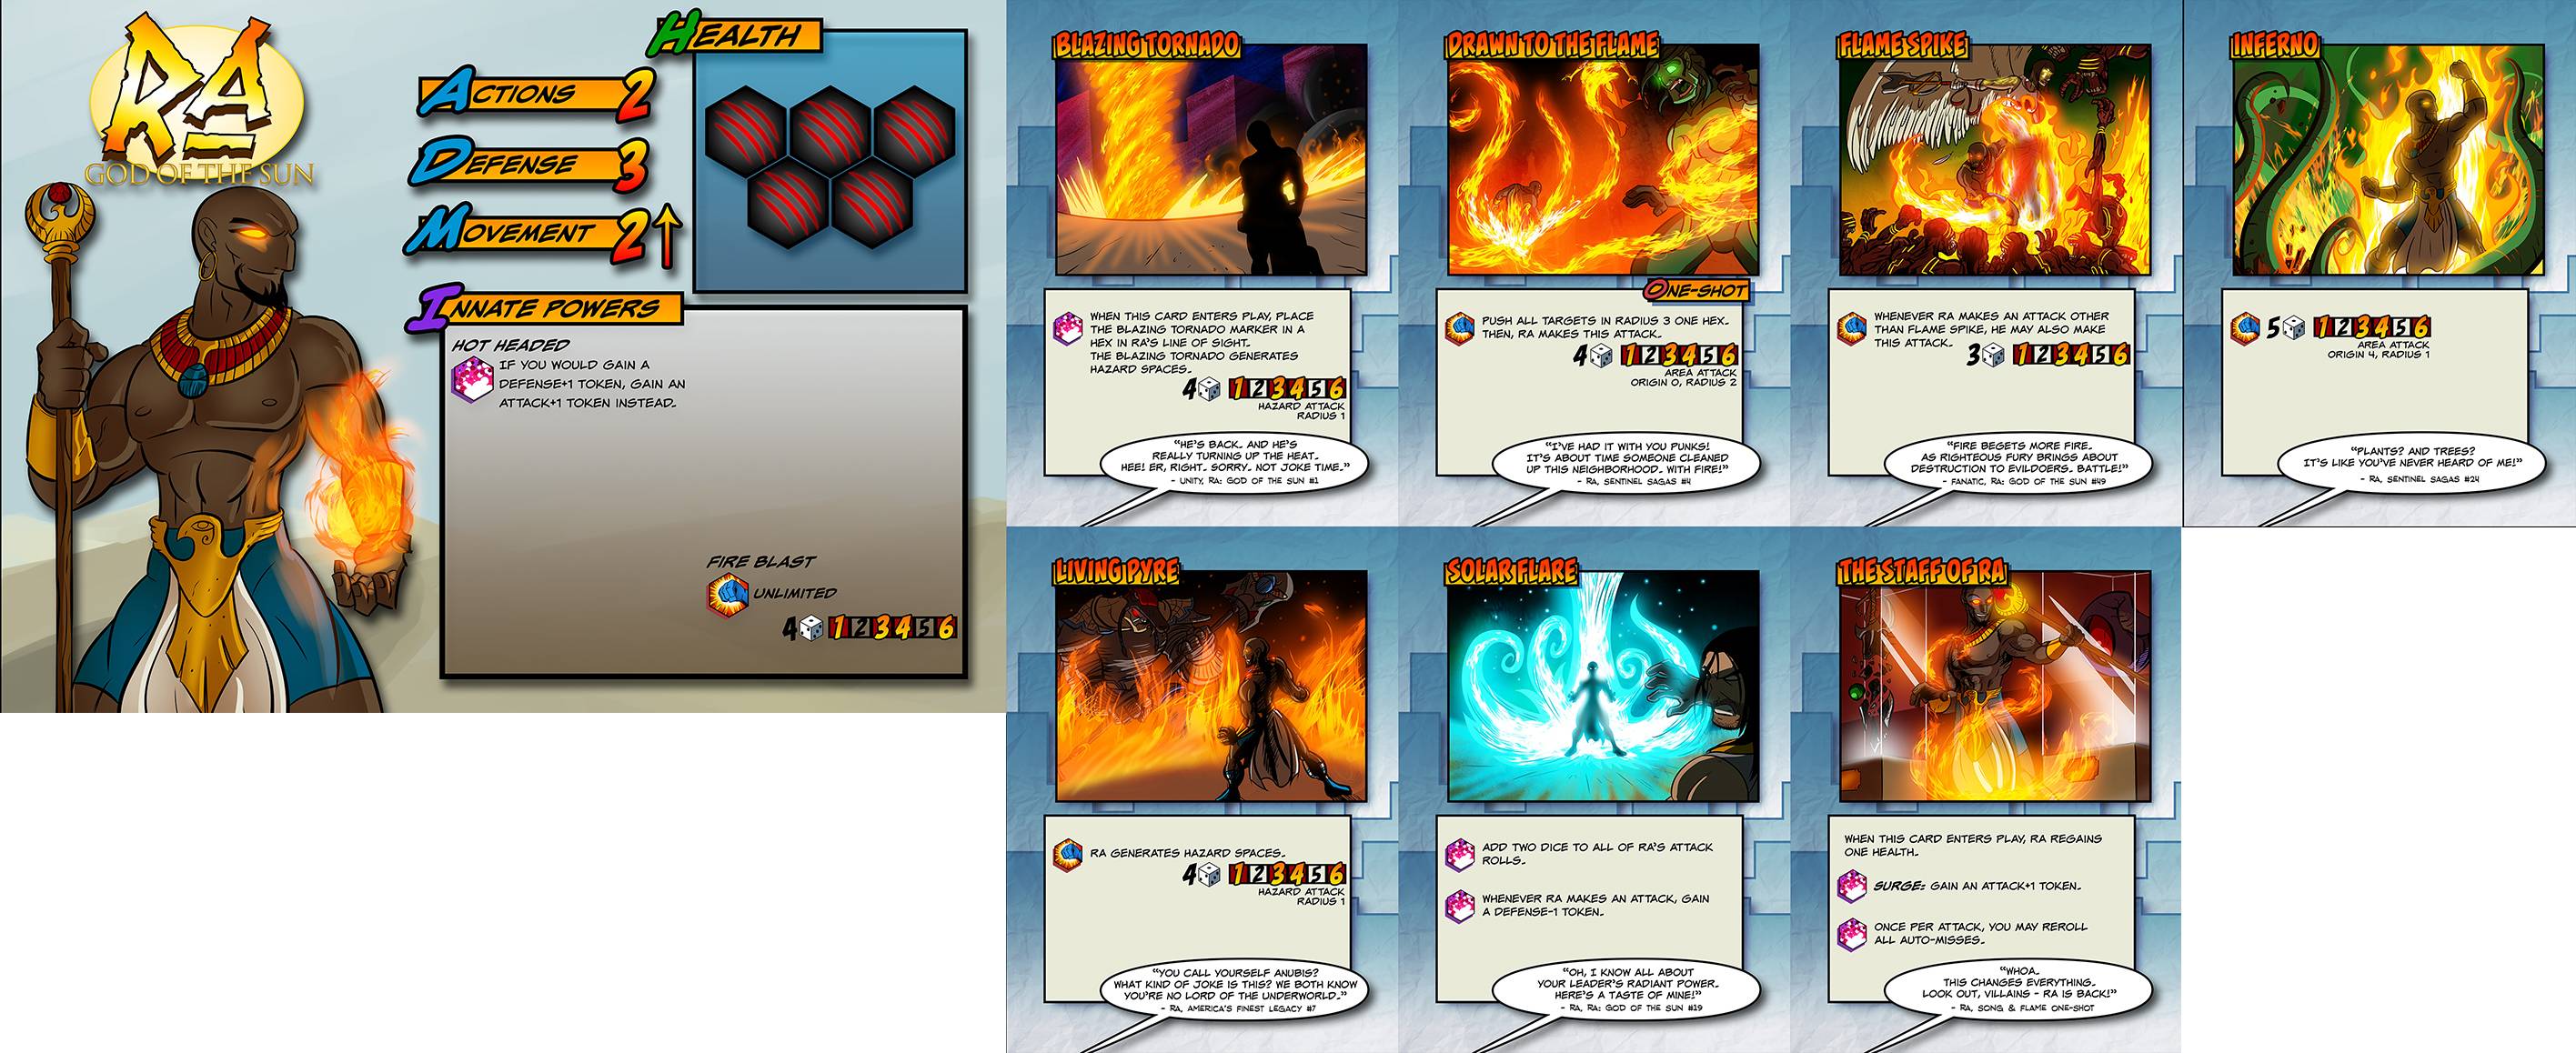 RA
GOD OF THE SUN
ACTIONS 2
DEFENSE 3
MOVEMENT 2
HEALTH
INNATE POWERS
HOT HEADED
IF YOU WOULD GAIN A
DEFENSE+1 TOKEN, GAIN AN
ATTACK+1 TOKEN INSTEAD.
FIRE BLAST
UNLIMITED
4 1 2 3 4 5 6
BLAZING TORNADO
WHEN THIS CARD ENTERS PLAY, PLACE
THE BLAZING TORNADO MARKER IN A
HEX IN RA'S LINE OF SIGHT.
THE BLAZING TORNADO GENERATES
HAZARD SPACES.
4 1 2 3 4 5 6
HAZARD ATTACK
RADIUS 1
"HE'S BACK. AND HE'S
REALLY TURNING UP THE HEAT.
HEE! ER, RIGHT. SORRY. NOT JOKE TIME."
- UNITY, RA: GOD OF THE SUN #1
DRAWN TO THE FLAME
ONE-SHOT
PUSH ALL TARGETS IN RADIUS 3 ONE HEX.
THEN, RA MAKES THIS ATTACK.
4 1 2 3 4 5 6
AREA ATTACK
ORIGIN 0, RADIUS 2
"I'VE HAD IT WITH YOU PUNKS!
IT'S ABOUT TIME SOMEONE CLEANED
UP THIS NEIGHBORHOOD. WITH FIRE!"
- RA, SENTINEL SAGAS #4
FLAME SPIKE
WHENEVER RA MAKES AN ATTACK OTHER
THAN FLAME SPIKE, HE MAY ALSO MAKE
THIS ATTACK.
3 1 2 3 4 5 6
"FIRE BEGETS MORE FIRE.
AS RIGHTEOUS FURY BRINGS ABOUT
DESTRUCTION TO EVILDOERS. BATTLE!"
- FANATIC, RA: GOD OF THE SUN #49
INFERNO
5 1 2 3 4 5 6
AREA ATTACK
ORIGIN 4, RADIUS 1
"PLANTS? AND TREES?
IT'S LIKE YOU'VE NEVER HEARD OF ME!"
- RA, SENTINEL SAGAS #24
LIVING PYRE
RA GENERATES HAZARD SPACES.
4 1 2 3 4 5 6
HAZARD ATTACK
RADIUS 1
"YOU CALL YOURSELF ANUBIS?
WHAT KIND OF JOKE IS THIS? WE BOTH KNOW
YOU'RE NO LORD OF THE UNDERWORLD."
- RA, AMERICA'S FINEST LEGACY #7
SOLAR FLARE
ADD TWO DICE TO ALL OF RA'S ATTACK
ROLLS.
WHENEVER RA MAKES AN ATTACK, GAIN
A DEFENSE-1 TOKEN.
"OH, I KNOW ALL ABOUT
YOUR LEADER'S RADIANT POWER.
HERE'S A TASTE OF MINE!"
- RA, RA: GOD OF THE SUN #19
THE STAFF OF RA
WHEN THIS CARD ENTERS PLAY, RA REGAINS
ONE HEALTH.
SURGE: GAIN AN ATTACK+1 TOKEN.
ONCE PER ATTACK, YOU MAY REROLL
ALL AUTO-MISSES.
"WHOA.
THIS CHANGES EVERYTHING.
LOOK OUT, VILLAINS - RA IS BACK!"
- RA, SONG & FLAME ONE-SHOT